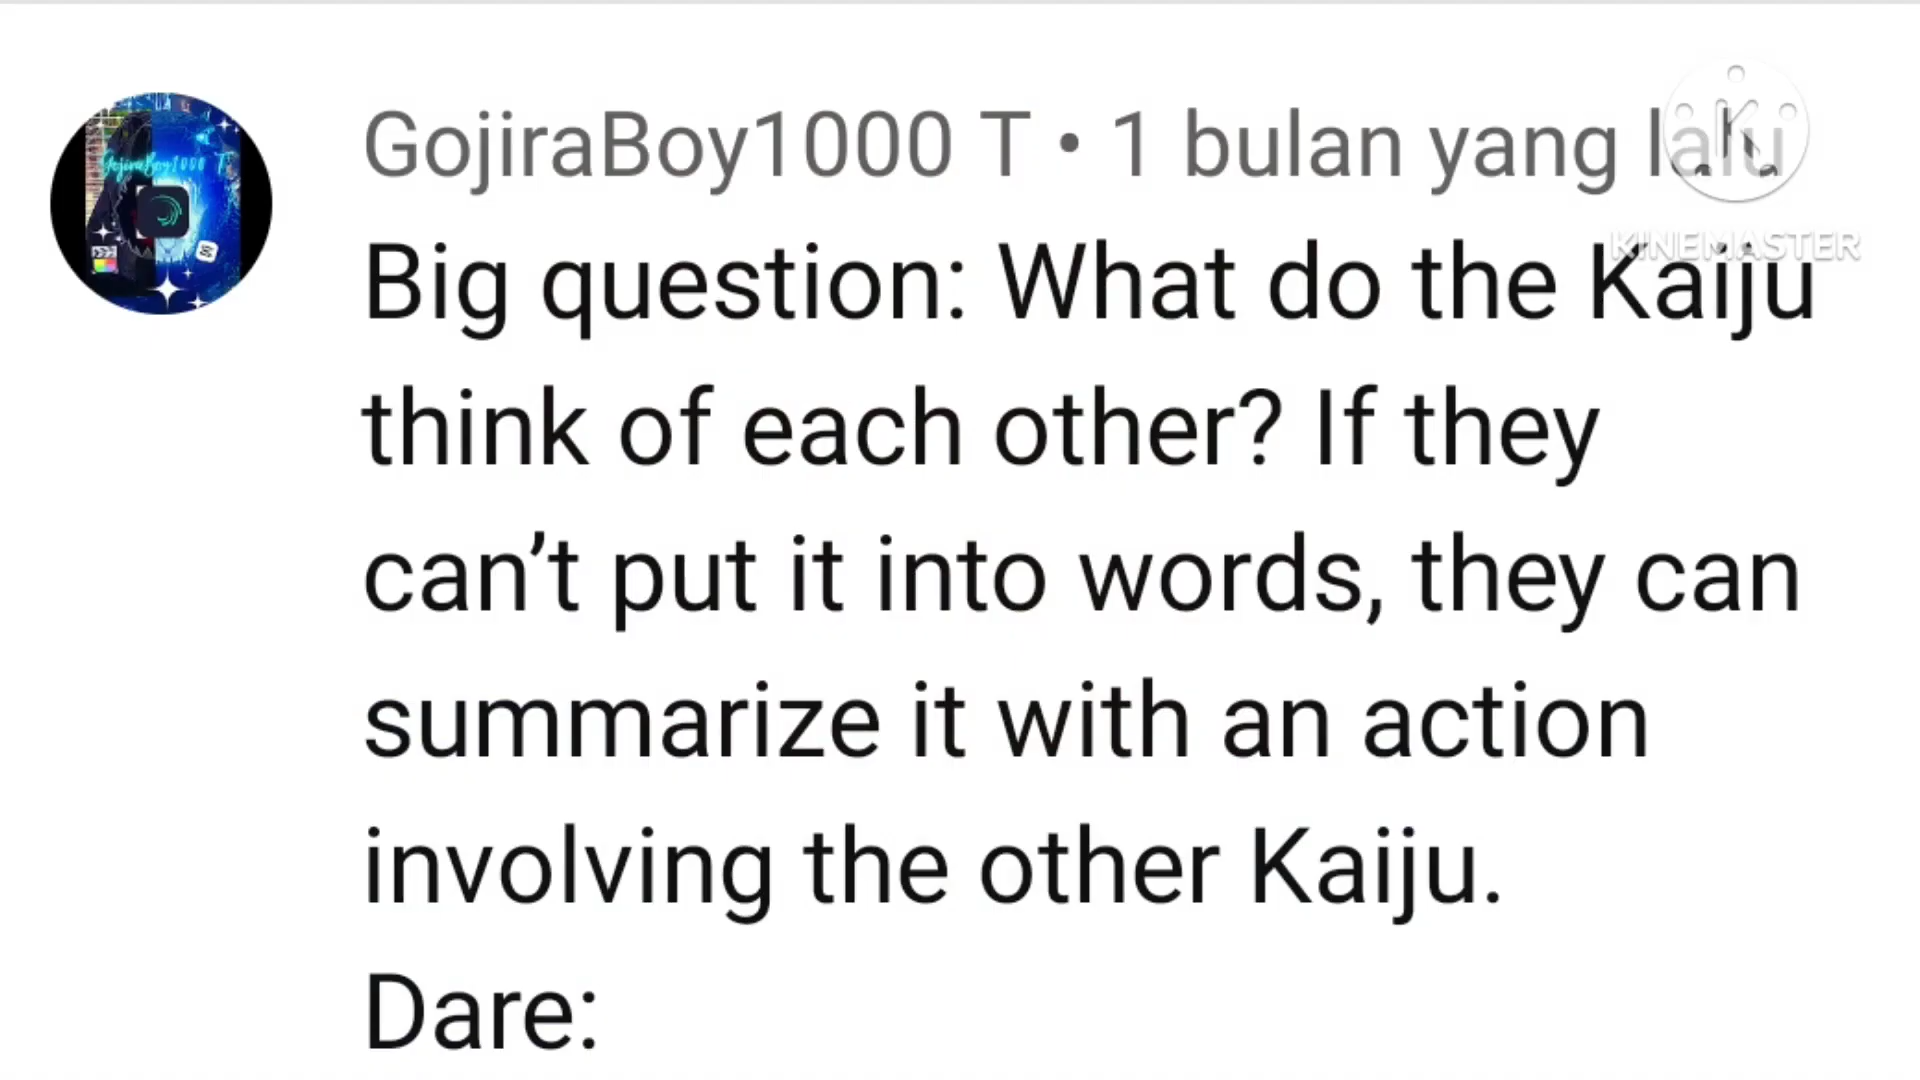 GojiraBoy1000 T • 1 bulan yang lalu
KINEMASTER
Big question: What do the Kaiju
think of each other? If they
can’t put it into words, they can
summarize it with an action
involving the other Kaiju.
Dare:
GojiraBoy1000 T